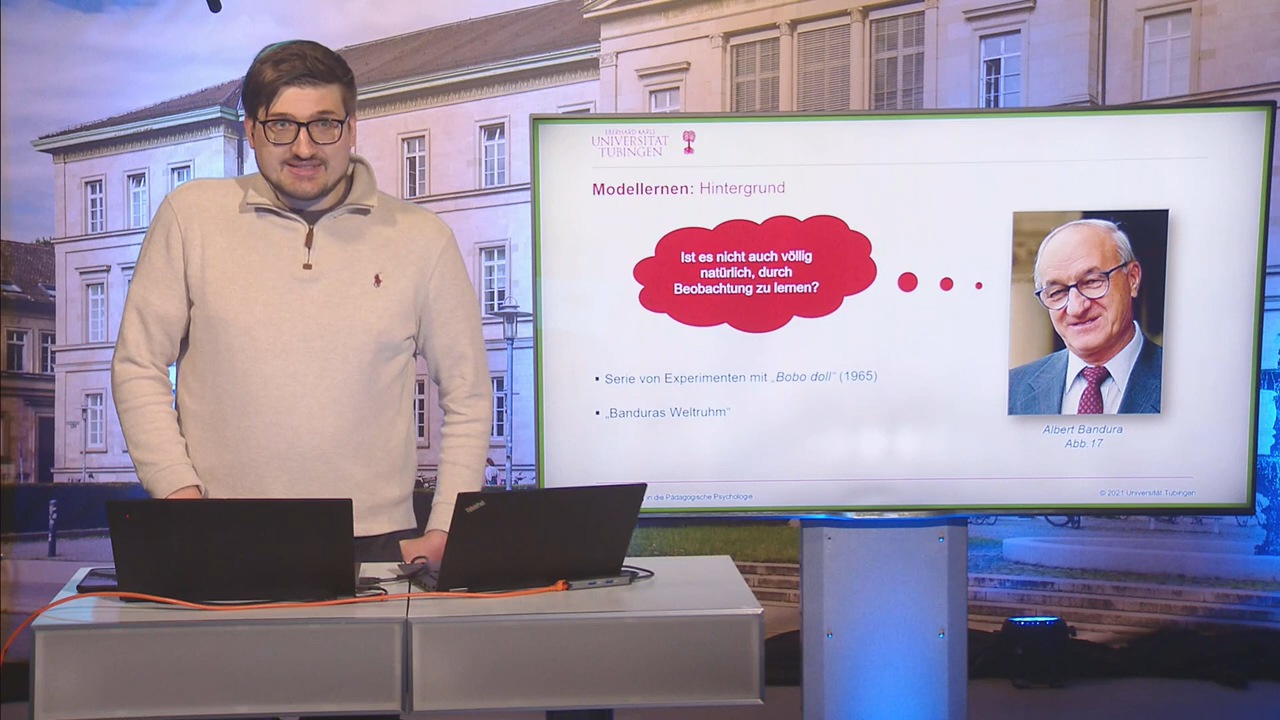 EBERHARD KARLS
UNIVERSITÄT
TÜBINGEN
Modellernen: Hintergrund
Ist es nicht auch völlig
natürlich, durch
Beobachtung zu lernen?
▪ Serie von Experimenten mit „Bobo doll“ (1965)
▪ „Banduras Weltruhm“
Albert Bandura
Abb.17
in die Pädagogische Psychologie
© 2021 Universität Tübingen
ThinkPad